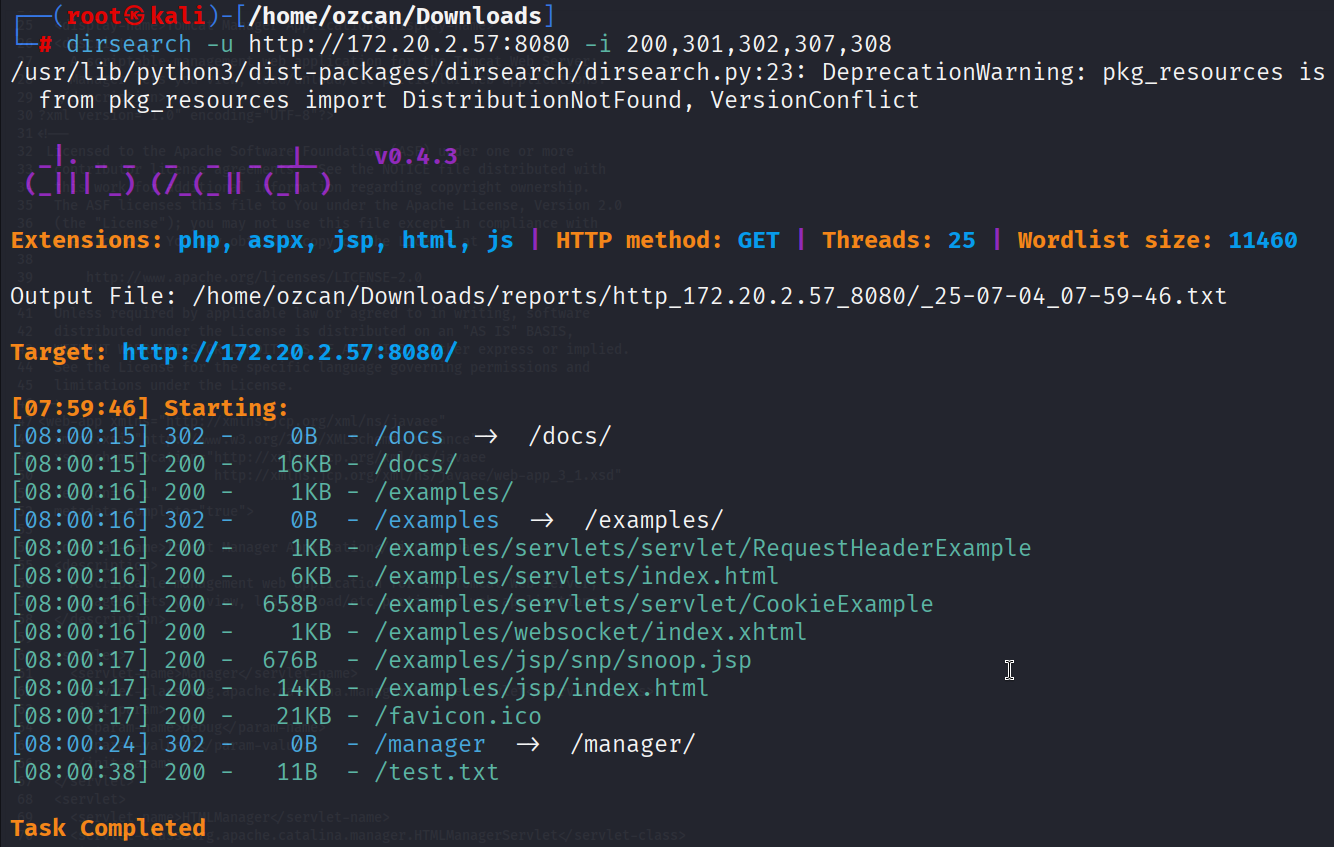 ┌──(root㉿kali)-[/home/ozcan/Downloads]
└─# dirsearch -u http://172.20.2.57:8080 -i 200,301,302,307,308
/usr/lib/python3/dist-packages/dirsearch/dirsearch.py:23: DeprecationWarning: pkg_resources is
  from pkg_resources import DistributionNotFound, VersionConflict
  _|. _ _  _  _  _ _|_    v0.4.3
 (_||| _) (/_(_|| (_| )
Extensions: php, aspx, jsp, html, js | HTTP method: GET | Threads: 25 | Wordlist size: 11460
Output File: /home/ozcan/Downloads/reports/http_172.20.2.57_8080/_25-07-04_07-59-46.txt
Target: http://172.20.2.57:8080/
[07:59:46] Starting:
[08:00:15] 302 -    0B  - /docs  ->  /docs/
[08:00:15] 200 -   16KB - /docs/
[08:00:16] 200 -    1KB - /examples/
[08:00:16] 302 -    0B  - /examples  ->  /examples/
[08:00:16] 200 -    1KB - /examples/servlets/servlet/RequestHeaderExample
[08:00:16] 200 -    6KB - /examples/servlets/index.html
[08:00:16] 200 -  658B  - /examples/servlets/servlet/CookieExample
[08:00:16] 200 -    1KB - /examples/websocket/index.xhtml
[08:00:17] 200 -  676B  - /examples/jsp/snp/snoop.jsp
[08:00:17] 200 -   14KB - /examples/jsp/index.html
[08:00:17] 200 -   21KB - /favicon.ico
[08:00:24] 302 -    0B  - /manager  ->  /manager/
[08:00:38] 200 -   11B  - /test.txt
Task Completed